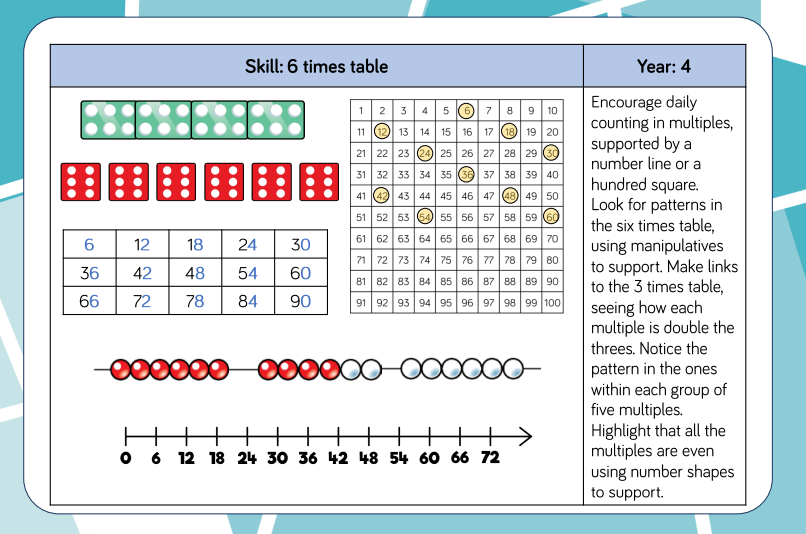 Skill: 6 times table
Year: 4
1 2 3 4 5 6 7 8 9 10
11 12 13 14 15 16 17 18 19 20
21 22 23 24 25 26 27 28 29 30
31 32 33 34 35 36 37 38 39 40
41 42 43 44 45 46 47 48 49 50
51 52 53 54 55 56 57 58 59 60
61 62 63 64 65 66 67 68 69 70
71 72 73 74 75 76 77 78 79 80
81 82 83 84 85 86 87 88 89 90
91 92 93 94 95 96 97 98 99 100
6 12 18 24 30
36 42 48 54 60
66 72 78 84 90
0 6 12 18 24 30 36 42 48 54 60 66 72
Encourage daily
counting in multiples,
supported by a
number line or a
hundred square.
Look for patterns in
the six times table,
using manipulatives
to support. Make links
to the 3 times table,
seeing how each
multiple is double the
threes. Notice the
pattern in the ones
within each group of
five multiples.
Highlight that all the
multiples are even
using number shapes
to support.